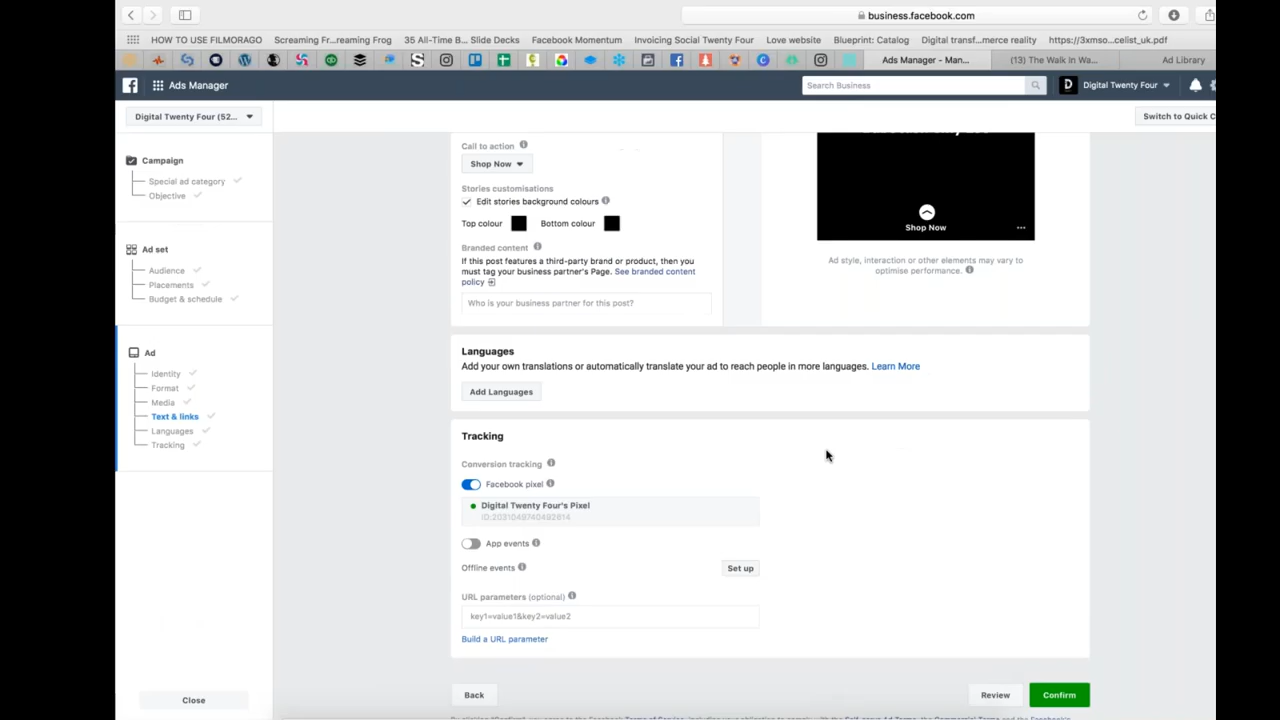 business.facebook.com
HOW TO USE FILMORAGO
Screaming Fr...reaming Frog
35 All-Time B... Slide Decks
Facebook Momentum
Invoicing Social Twenty Four
Love website
Blueprint: Catalog
Digital transf...merce reality
https://3xmso...celist_uk.pdf
Ads Manager - Man...
(13) The Walk In Wa...
Ad Library
Ads Manager
Search Business
Digital Twenty Four
Digital Twenty Four (52...
Switch to Quick C
Campaign
Special ad category
Objective
Ad set
Audience
Placements
Budget & schedule
Ad
Identity
Format
Media
Text & links
Languages
Tracking
Close
Call to action
Shop Now
Stories customisations
Edit stories background colours
Top colour
Bottom colour
Branded content
If this post features a third-party brand or product, then you
must tag your business partner's Page. See branded content
policy
Who is your business partner for this post?
Shop Now
Ad style, interaction or other elements may vary to
optimise performance.
Languages
Add your own translations or automatically translate your ad to reach people in more languages. Learn More
Add Languages
Tracking
Conversion tracking
Facebook pixel
Digital Twenty Four's Pixel
ID:2031049740492614
App events
Offline events
Set up
URL parameters (optional)
key1=value1&key2=value2
Build a URL parameter
Back
Review
Confirm